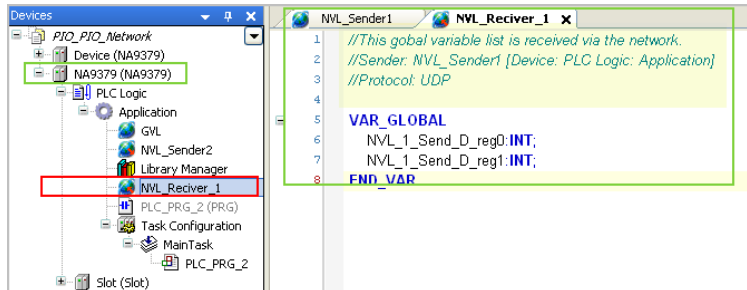 Devices
PIO_PIO_Network
Device (NA9379)
NA9379 (NA9379)
PLC Logic
Application
GVL
NVL_Sender2
Library Manager
NVL_Reciver_1
PLC_PRG_2 (PRG)
Task Configuration
MainTask
PLC_PRG_2
Slot (Slot)
NVL_Sender1
NVL_Reciver_1 x
1 //This gobal variable list is received via the network.
2 //Sender: NVL_Sender1 [Device: PLC Logic: Application]
3 //Protocol: UDP
4
5 VAR_GLOBAL
6 NVL_1_Send_D_reg0:INT;
7 NVL_1_Send_D_reg1:INT;
8 END_VAR